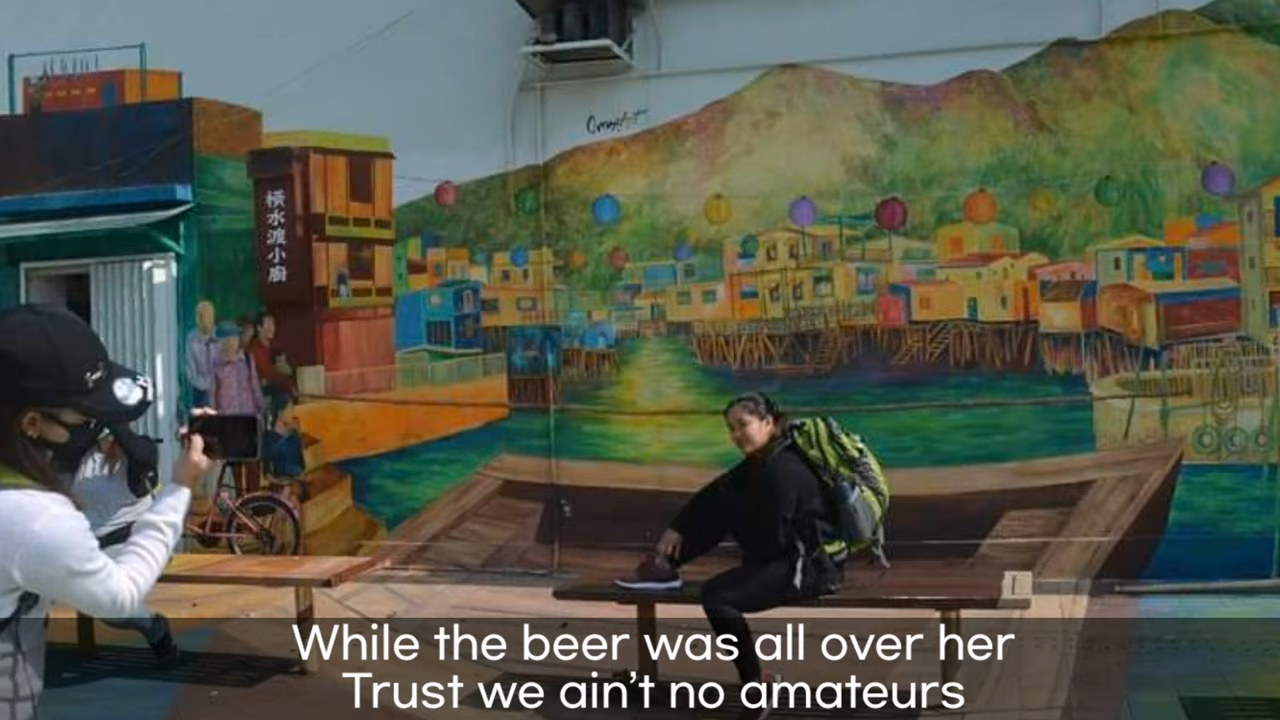 橫水渡小廚
While the beer was all over her
Trust we ain't no amateurs